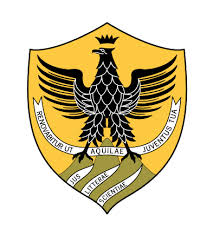 RENOVABITUR UT AQUILAE JUVENTUS TUA
IUS
LITTERAE
SCIENTIAE